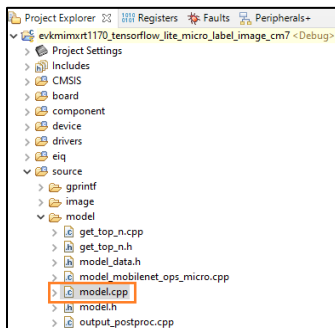 Project Explorer Registers Faults Peripherals+
evkmimxrt1170_tensorflow_lite_micro_label_image_cm7 <Debug>
Project Settings
Includes
CMSIS
board
component
device
drivers
eiq
source
gprintf
image
model
get_top_n.cpp
get_top_n.h
model_data.h
model_mobilenet_ops_micro.cpp
model.cpp
model.h
output_postproc.cpp